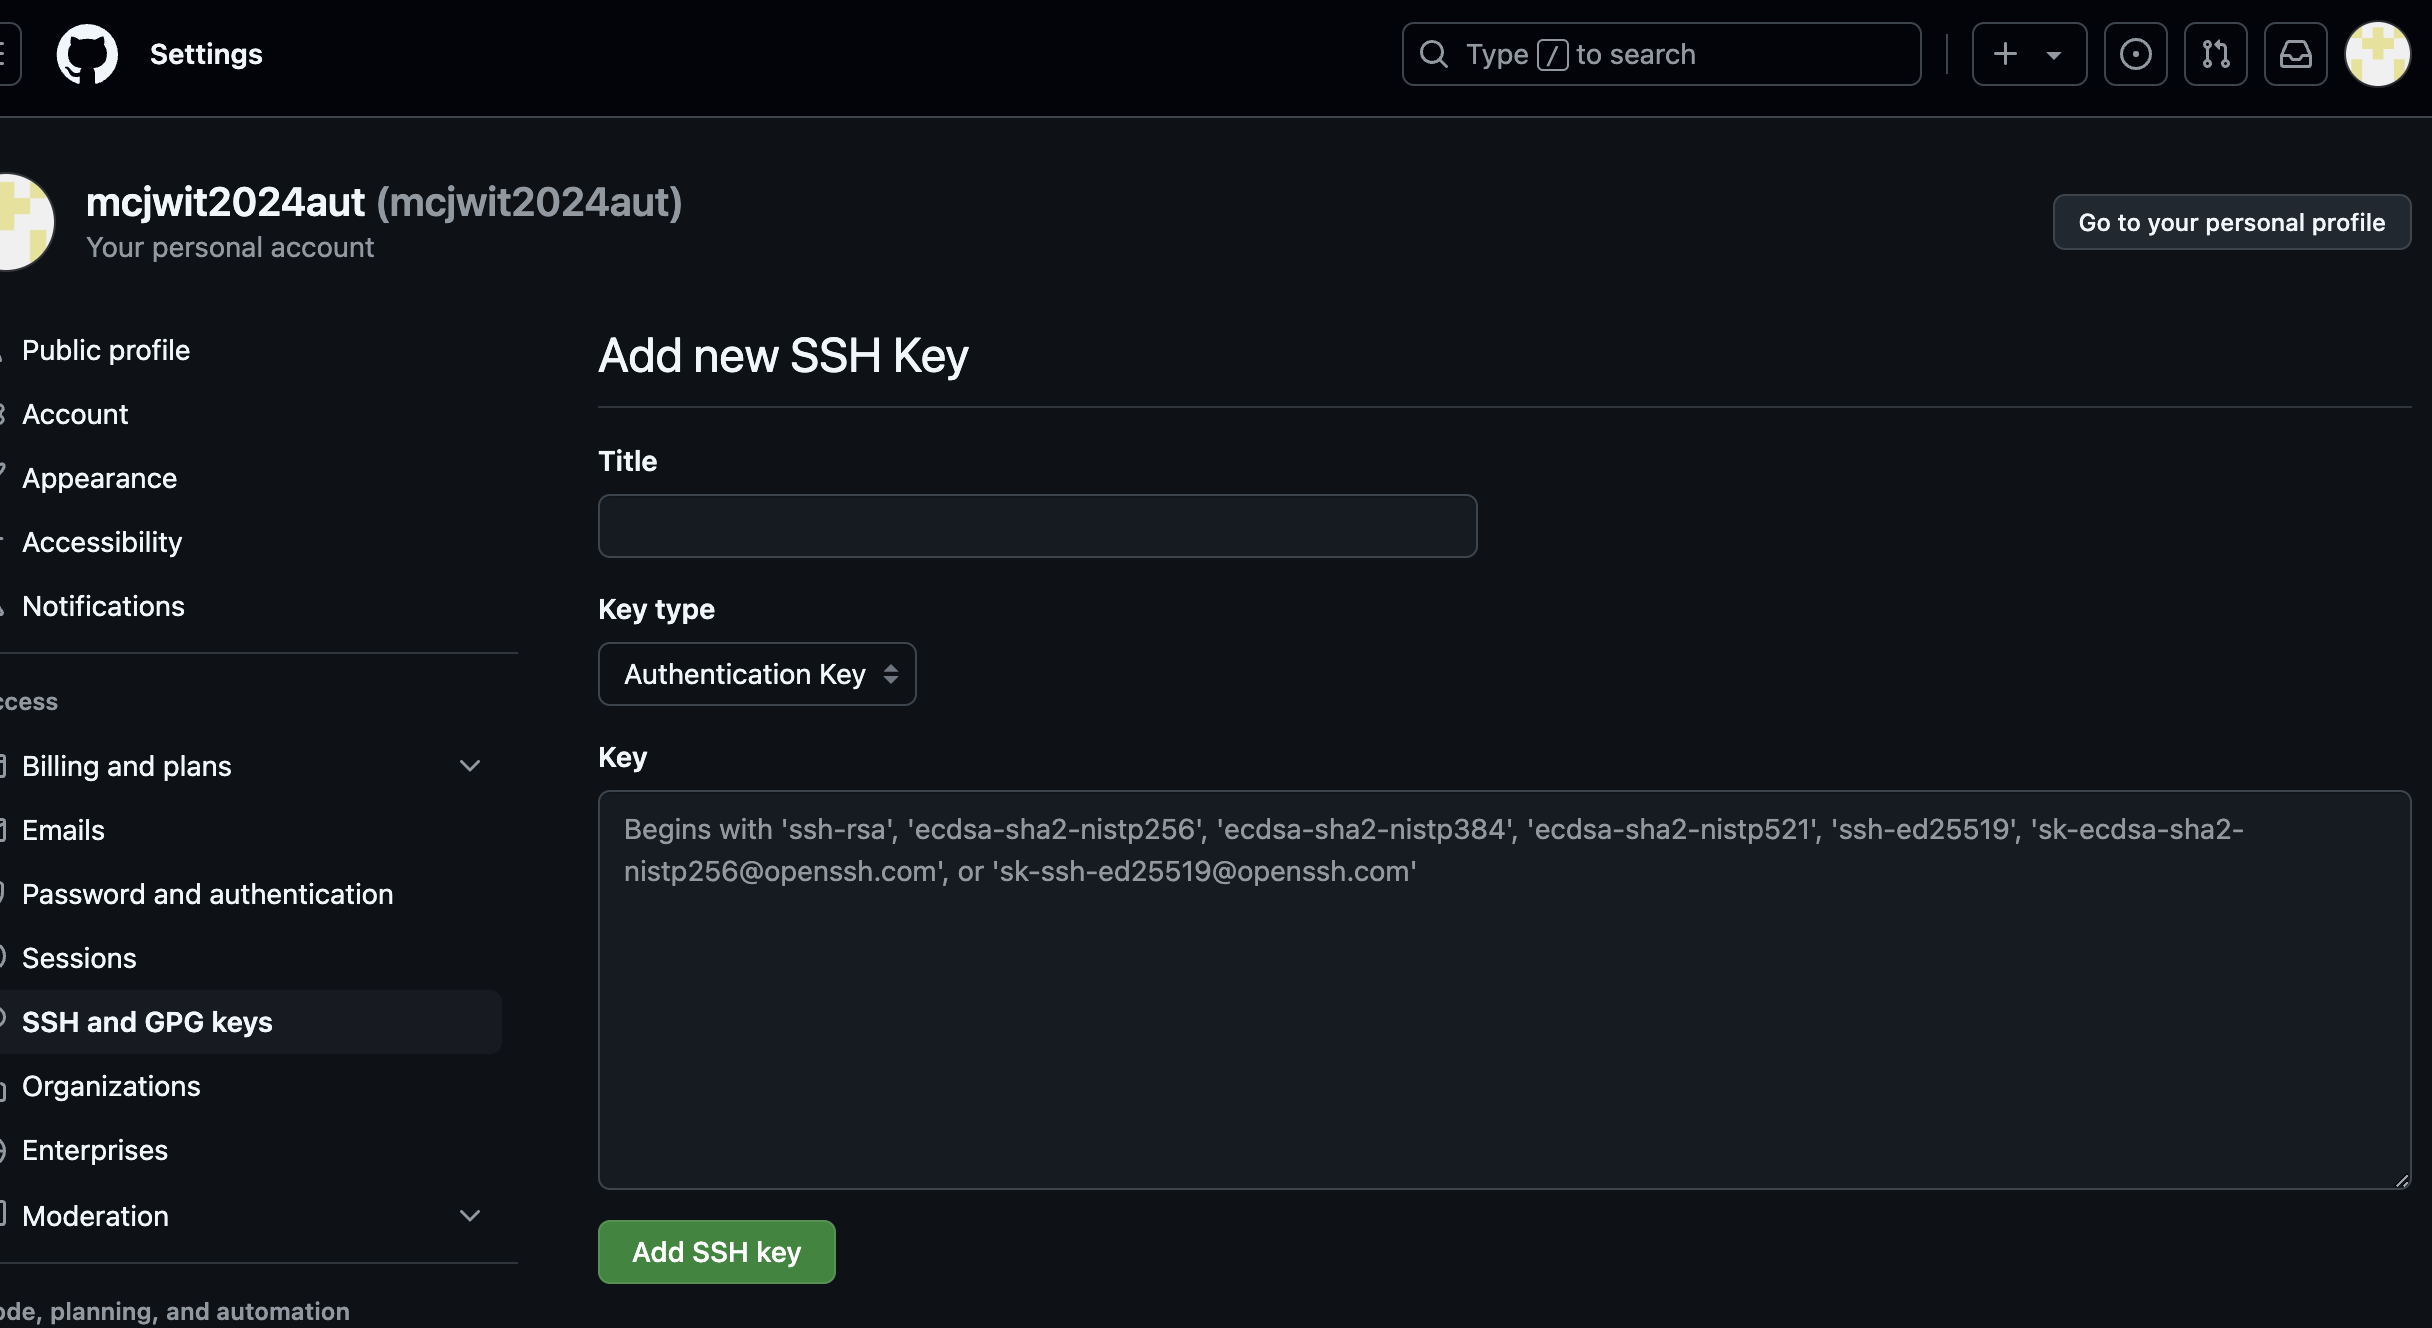 Settings
Type / to search
mcjwit2024aut (mcjwit2024aut)
Your personal account
Go to your personal profile
Public profile
Account
Appearance
Accessibility
Notifications
ccess
Billing and plans
Emails
Password and authentication
Sessions
SSH and GPG keys
Organizations
Enterprises
Moderation
ode, planning, and automation
Add new SSH Key
Title
Key type
Authentication Key
Key
Begins with 'ssh-rsa', 'ecdsa-sha2-nistp256', 'ecdsa-sha2-nistp384', 'ecdsa-sha2-nistp521', 'ssh-ed25519', 'sk-ecdsa-sha2-
nistp256@openssh.com', or 'sk-ssh-ed25519@openssh.com'
Add SSH key